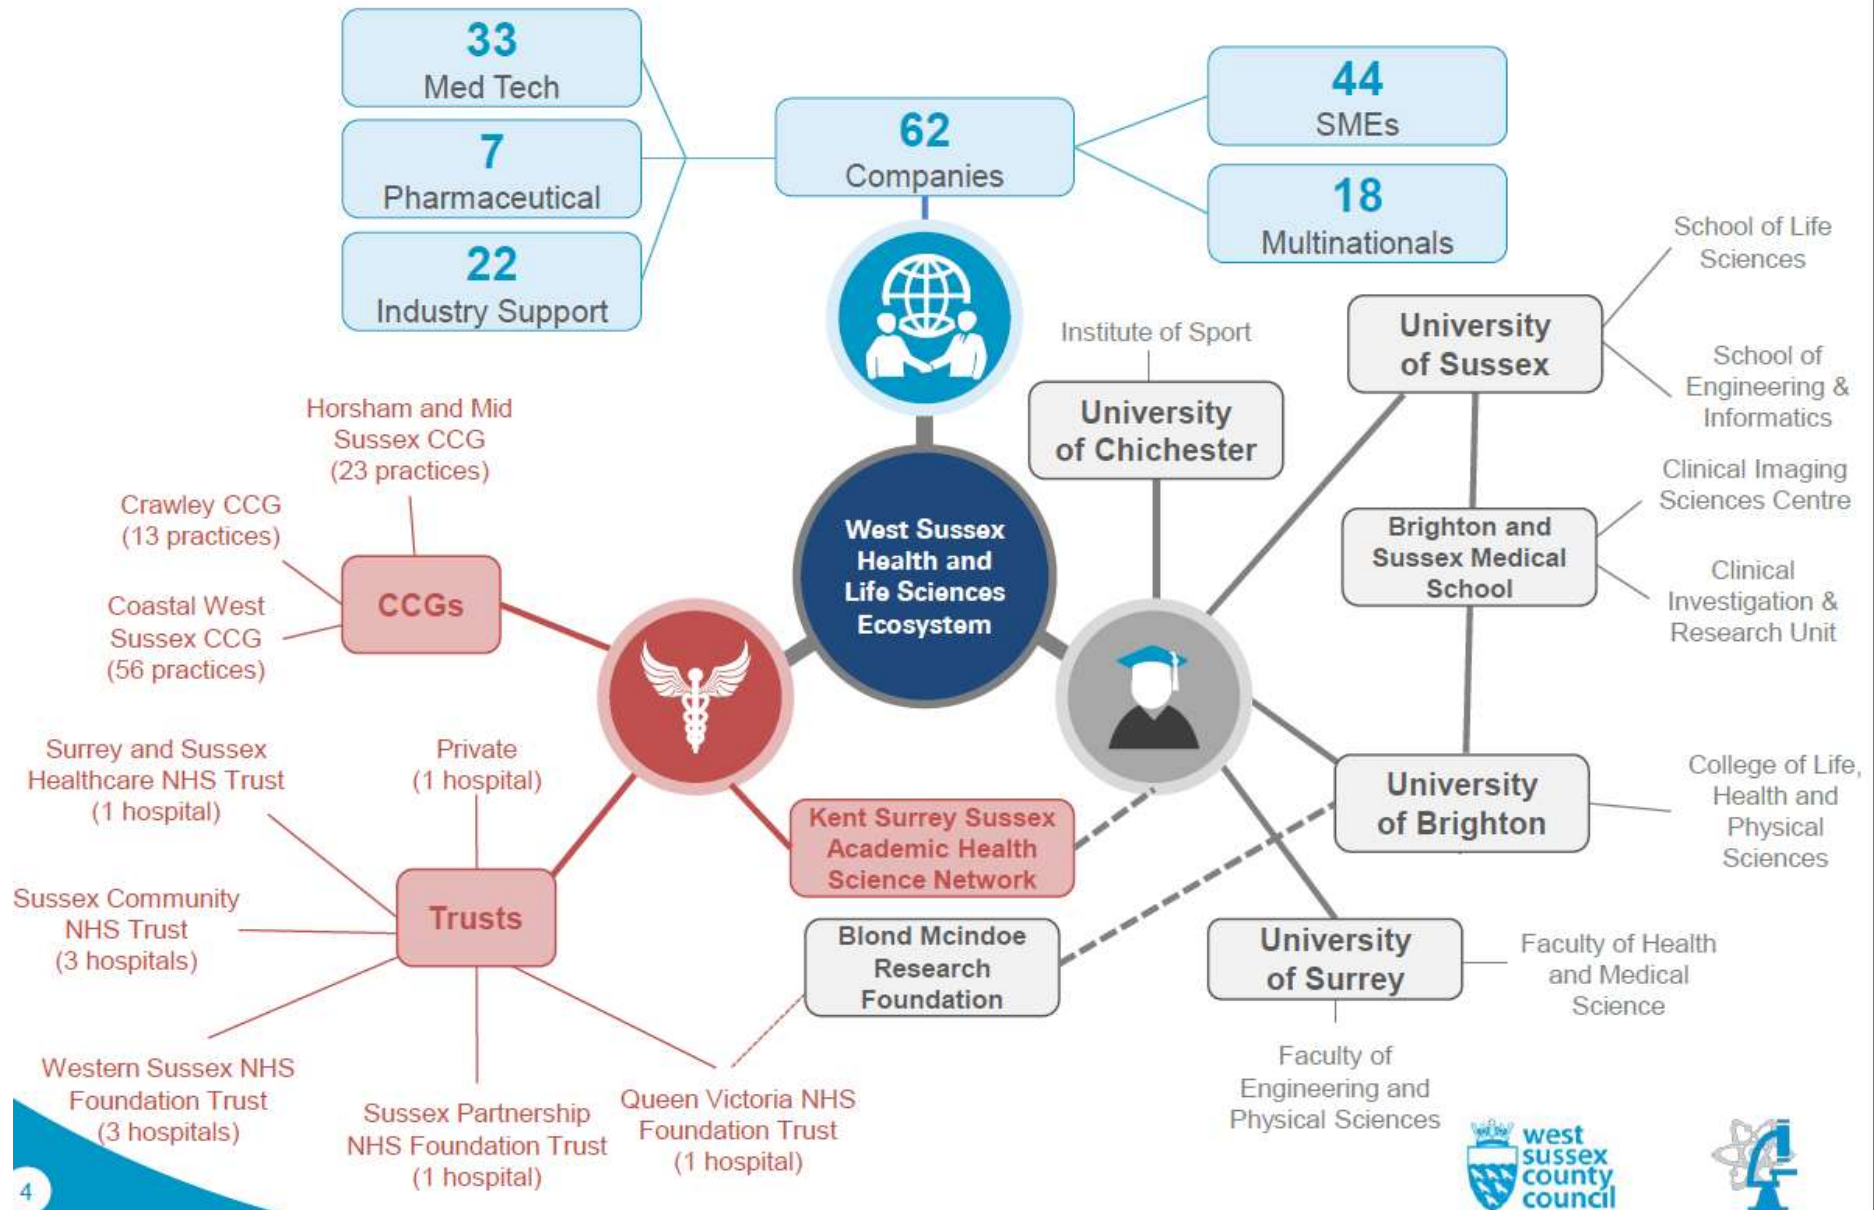 33
Med Tech
7
Pharmaceutical
22
Industry Support
62
Companies
44
SMEs
18
Multinationals
School of Life
Sciences
University
of Sussex
School of
Engineering &
Informatics
Institute of Sport
University
of Chichester
Clinical Imaging
Sciences Centre
Brighton and
Sussex Medical
School
Clinical
Investigation &
Research Unit
West Sussex
Health and
Life Sciences
Ecosystem
Horsham and Mid
Sussex CCG
(23 practices)
Crawley CCG
(13 practices)
CCGs
Coastal West
Sussex CCG
(56 practices)
Surrey and Sussex
Healthcare NHS Trust
(1 hospital)
Private
(1 hospital)
Kent Surrey Sussex
Academic Health
Science Network
University
of Brighton
College of Life,
Health and
Physical
Sciences
Sussex Community
NHS Trust
(3 hospitals)
Trusts
Blond Mcindoe
Research
Foundation
University
of Surrey
Faculty of Health
and Medical
Science
Western Sussex NHS
Foundation Trust
(3 hospitals)
Sussex Partnership
NHS Foundation Trust
(1 hospital)
Queen Victoria NHS
Foundation Trust
(1 hospital)
Faculty of
Engineering and
Physical Sciences
west
sussex
county
council
4